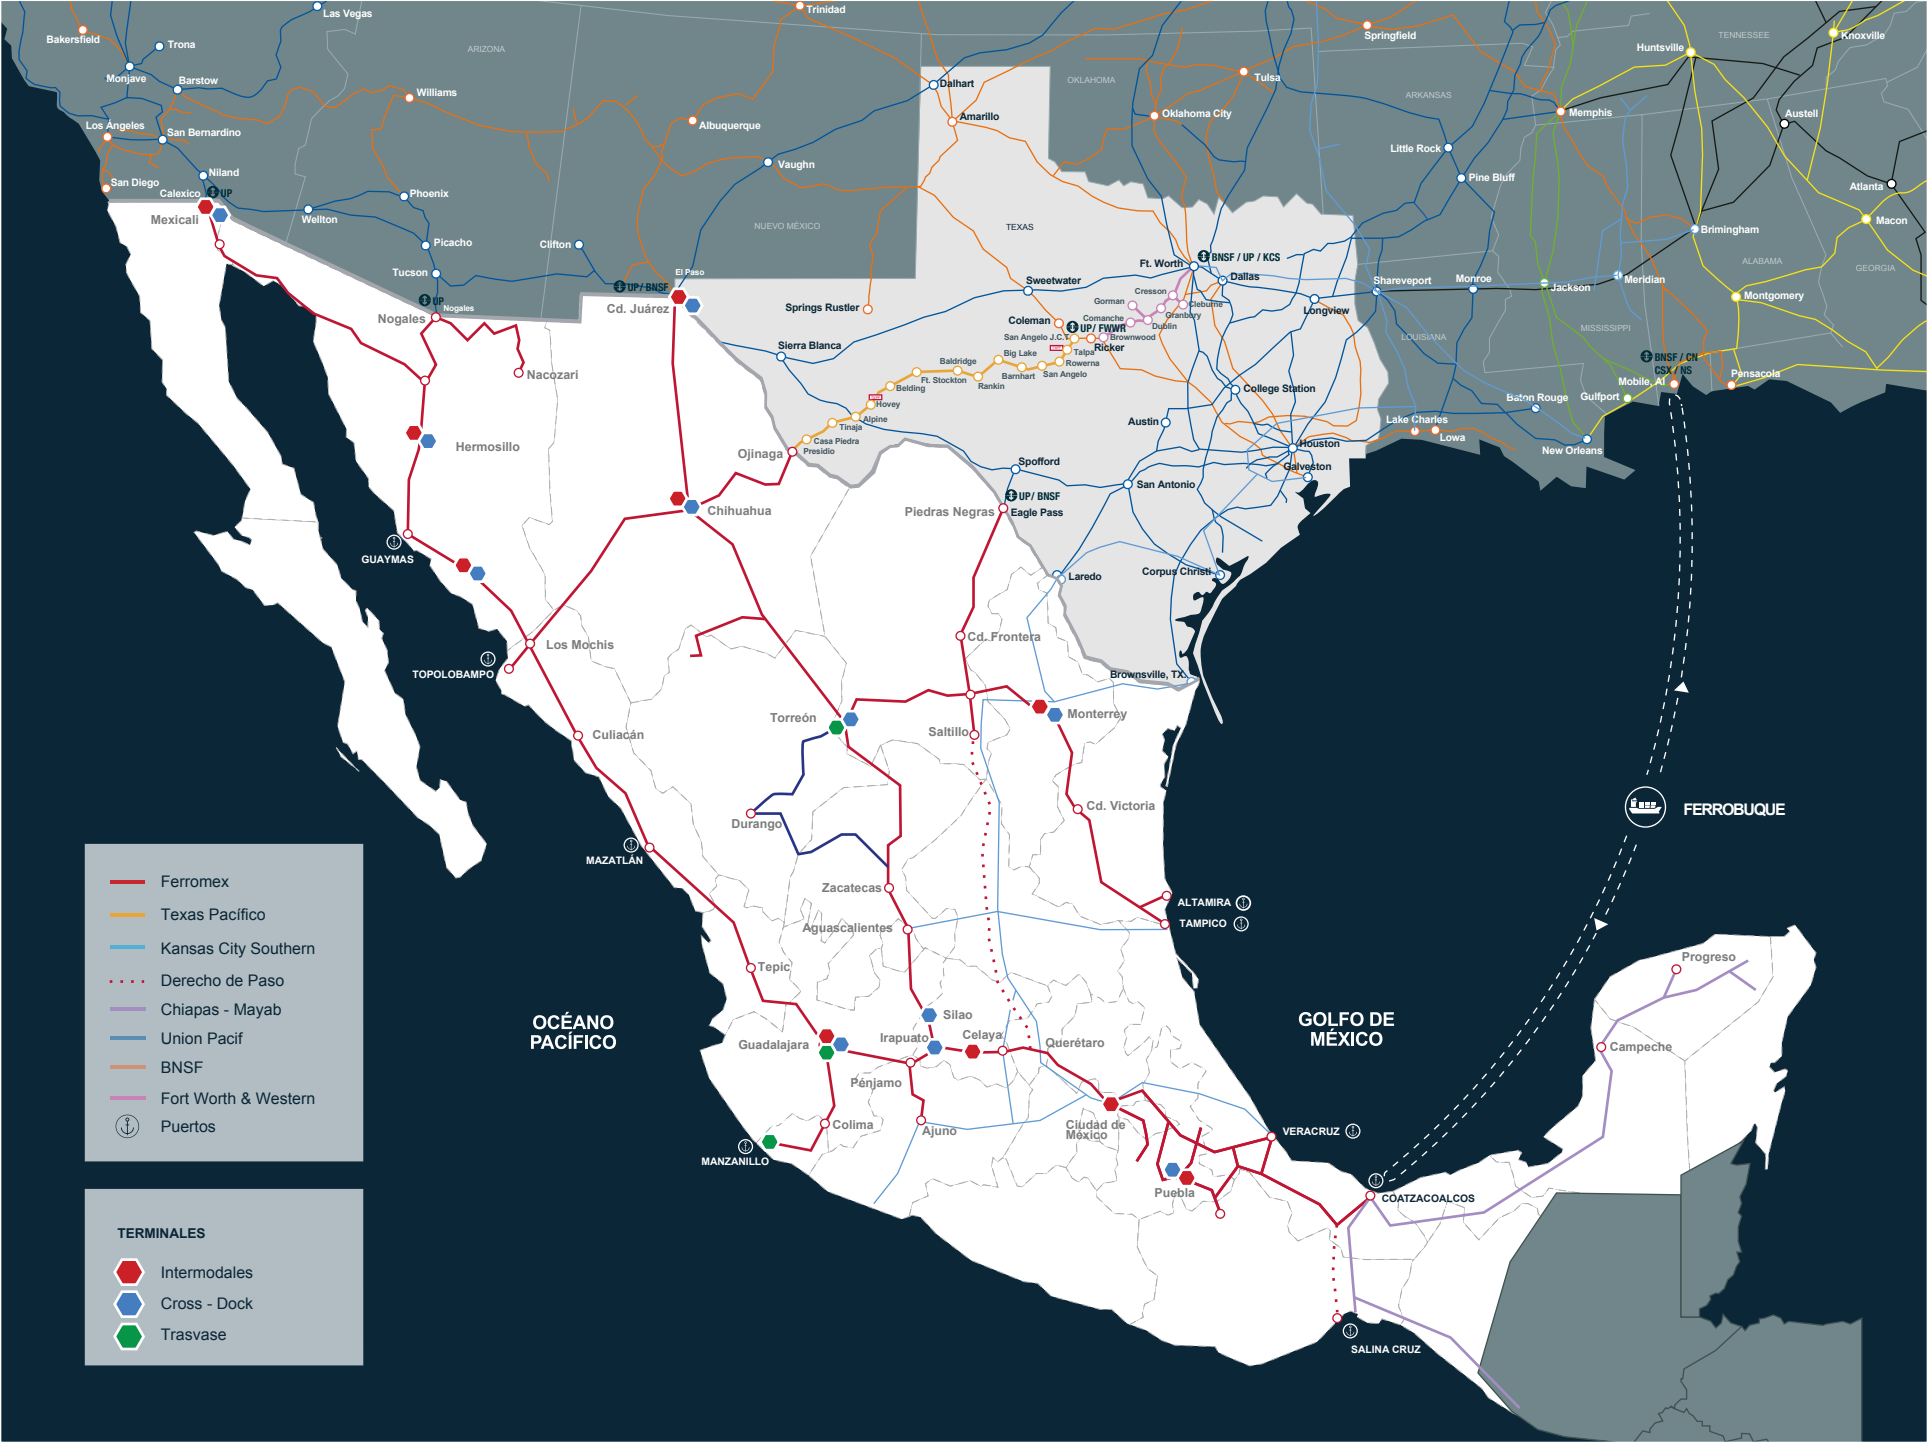 Las Vegas
Trinidad
Bakersfield
Trona
ARIZONA
Springfield
TENNESSEE
Knoxville
Huntsville
Monjave
Barstow
Dalhart
OKLAHOMA
Tulsa
Williams
ARKANSAS
Los Angeles
San Bernardino
Albuquerque
Amarillo
Oklahoma City
Memphis
Austell
Vaughn
Little Rock
Niland
San Diego
Calexico
UP
Phoenix
Pine Bluff
Atlanta
Mexicali
Wellton
NUEVO MÉXICO
TEXAS
Macon
Picacho
Clifton
Brimingham
Tucson
El Paso
Ft. Worth
BNSF / UP / KCS
ALABAMA
GEORGIA
UP/ BNSF
Sweetwater
Dallas
Shareveport
Monroe
Jackson
Meridian
UP
Nogales
Nogales
Cd. Juárez
Springs Rustler
Gorman
Cresson
Cleburne
Longview
Montgomery
Comanche
Granbury
Dublin
Coleman
UP/ FWWR
San Angelo J.C.T
Brownwood
Ricker
LOUISIANA
MISSISSIPPI
Sierra Blanca
Baldridge
Big Lake
Talpa
Rowerna
BNSF / CN
CSX / NS
Nacozari
Belding
Ft. Stockton
Rankin
Barnhart
San Angelo
Mobile, Al
Pensacola
Hovey
College Station
Baton Rouge
Gulfport
Alpine
Tinaja
Austin
Lake Charles
Lowa
Hermosillo
Casa Piedra
Presidio
Ojinaga
Houston
New Orleans
Spofford
Galveston
San Antonio
UP/ BNSF
Chihuahua
Piedras Negras
Eagle Pass
GUAYMAS
Laredo
Corpus Christi
Los Mochis
Cd. Frontera
TOPOLOBAMPO
Brownsville, TX.
Torreón
Monterrey
Saltillo
Culiacán
Cd. Victoria
FERROBUQUE
Durango
MAZATLÁN
Zacatecas
ALTAMIRA
TAMPICO
Aguascalientes
Tepic
Progreso
Silao
OCÉANO
PACÍFICO
GOLFO DE
MÉXICO
Guadalajara
Irapuato
Celaya
Querétaro
Campeche
Pénjamo
Colima
Ajuno
Ciudad de
México
VERACRUZ
MANZANILLO
Puebla
COATZACOALCOS
SALINA CRUZ
Ferromex
Texas Pacífico
Kansas City Southern
Derecho de Paso
Chiapas - Mayab
Union Pacif
BNSF
Fort Worth & Western
Puertos
TERMINALES
Intermodales
Cross - Dock
Trasvase